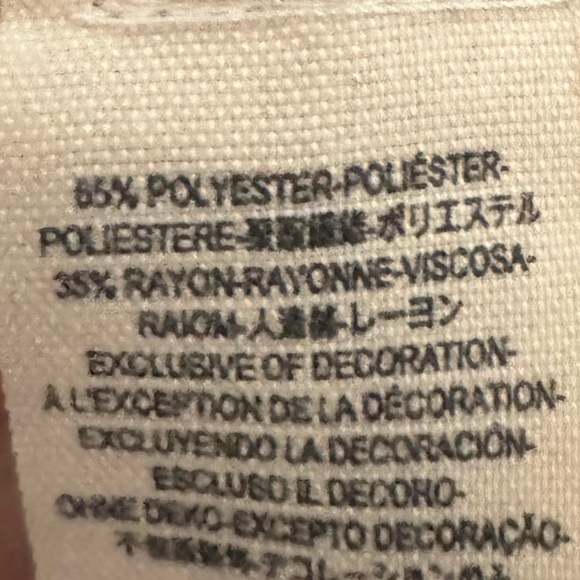 65% POLYESTER-POLIÉSTER-
POLIESTERE-聚酯纖維-ポリエステル
35% RAYON-RAYONNE-VISCOSA-
RAION-人造絲-レーヨン
EXCLUSIVE OF DECORATION-
À L'EXCEPTION DE LA DÉCORATION-
EXCLUYENDO LA DECORACIÓN-
ESCLUSO IL DECORO-
OHNE DEKO-EXCEPTO DECORAÇÃO-